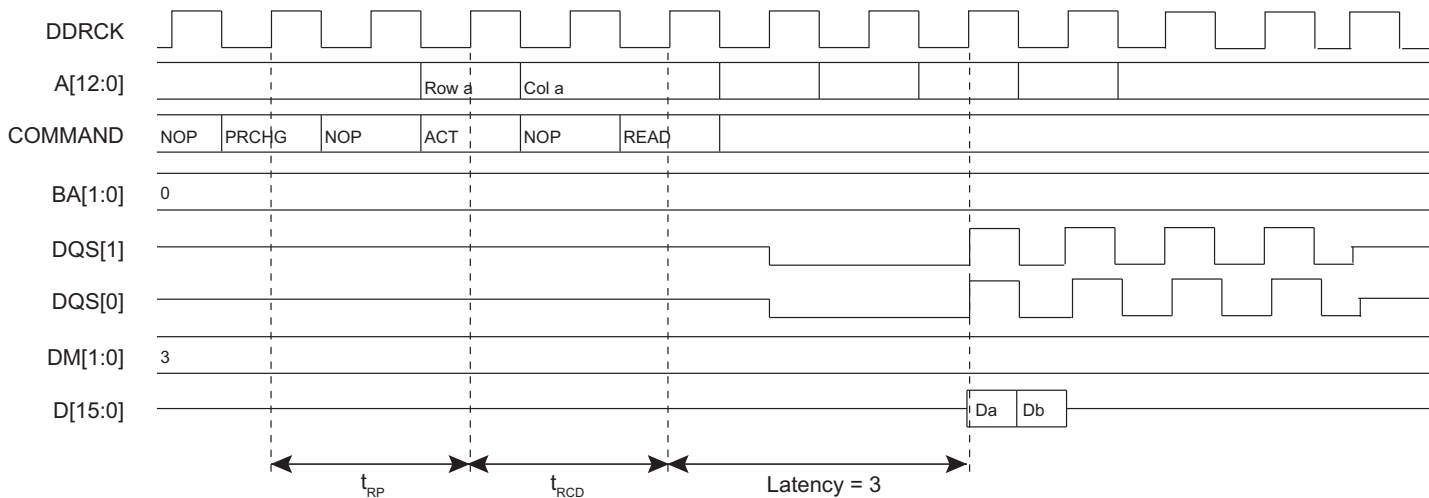 DDRCK
A[12:0] Row a Col a
COMMAND NOP PRCHG NOP ACT NOP READ
BA[1:0] 0
DQS[1]
DQS[0]
DM[1:0] 3
D[15:0] Da Db
tRP tRCD Latency = 3